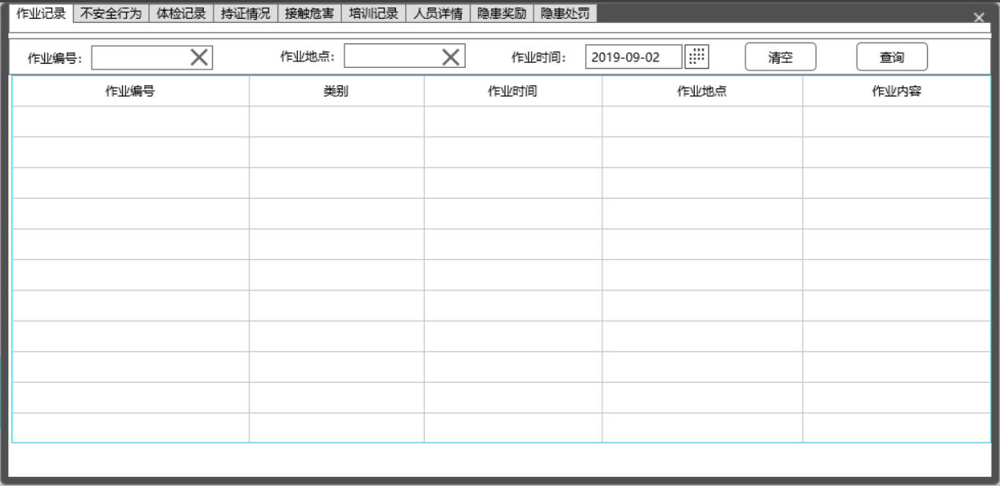 作业记录 不安全行为 体检记录 持证情况 接触危害 培训记录 人员详情 隐患奖励 隐患处罚
作业编号： 作业地点： 作业时间： 2019-09-02 清空 查询
作业编号 类别 作业时间 作业地点 作业内容